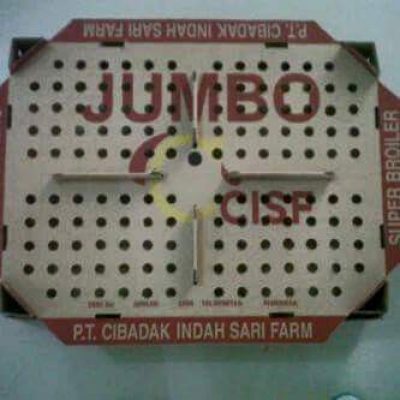 P.T. CIBADAK INDAH SARI FARM
JUMBO
CISF
SUPER BROILER
P.T. CIBADAK INDAH SARI FARM